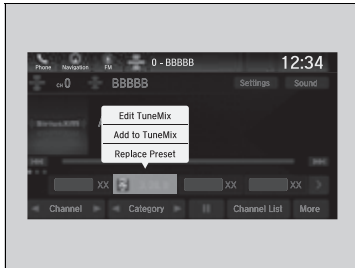 Phone Navigation FM 0 - BBBBB 12:34
CH 0 BBBBB Settings Sound
Edit TuneMix
Add to TuneMix
Replace Preset
XX XX XX
Channel Category Channel List More